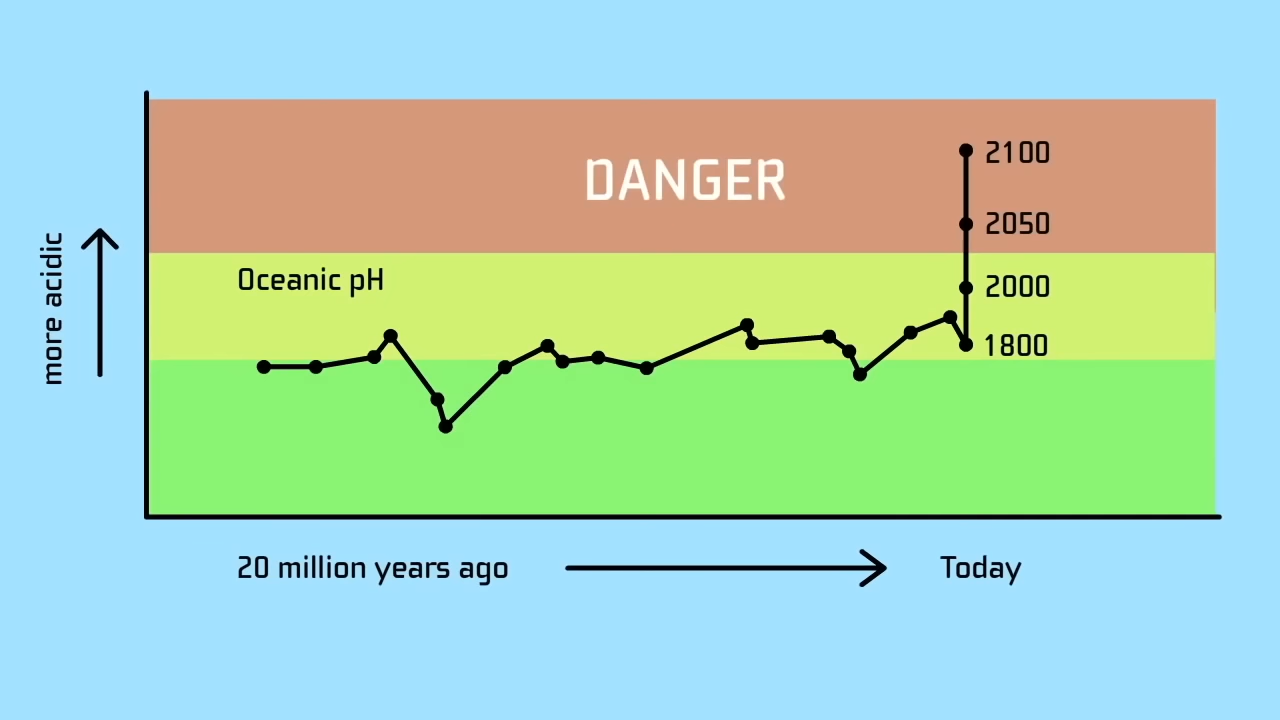 DANGER
2100
2050
more acidic
Oceanic pH
2000
1800
20 million years ago
Today